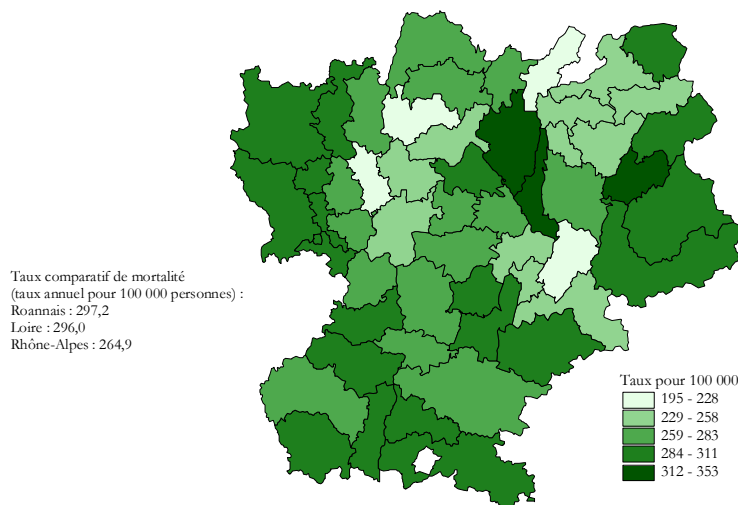 Taux comparatif de mortalité
(taux annuel pour 100 000 personnes) :
Roannais : 297,2
Loire : 296,0
Rhône-Alpes : 264,9
Taux pour 100 000
195 - 228
229 - 258
259 - 283
284 - 311
312 - 353